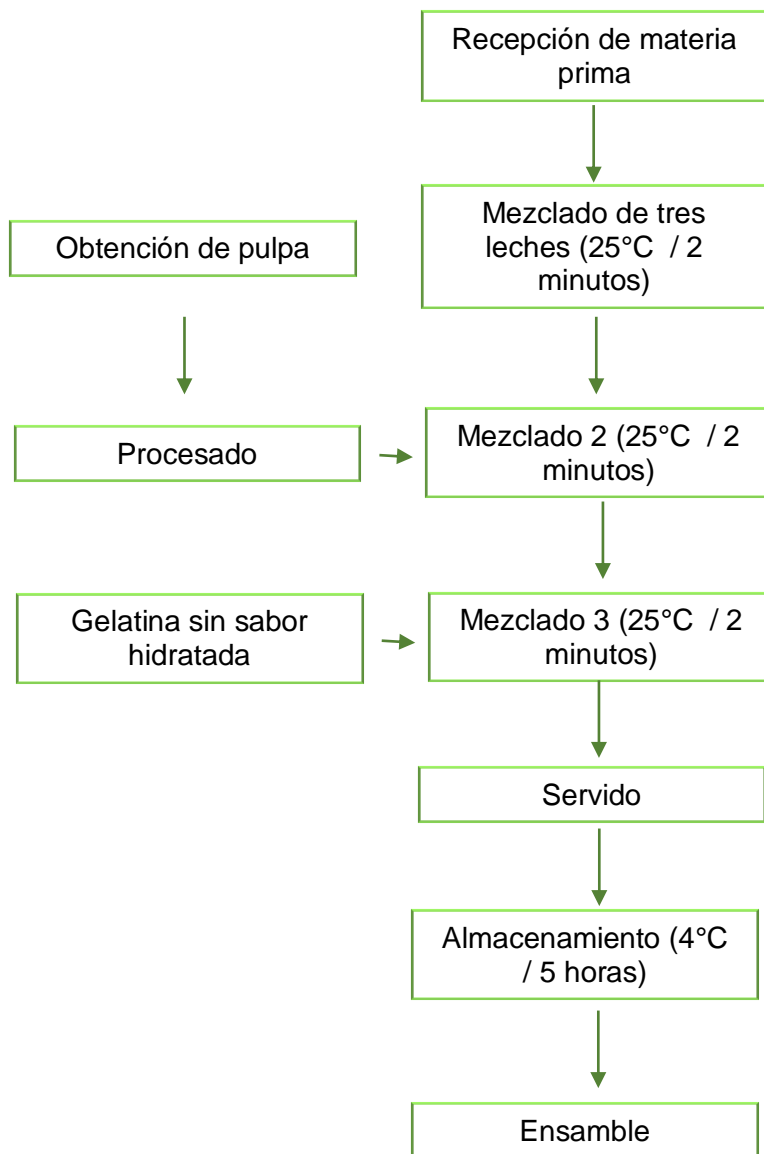 Recepción de materia
prima
Mezclado de tres
leches (25°C  / 2
minutos)
Obtención de pulpa
Procesado
Mezclado 2 (25°C  / 2
minutos)
Gelatina sin sabor
hidratada
Mezclado 3 (25°C  / 2
minutos)
Servido
Almacenamiento (4°C
/ 5 horas)
Ensamble